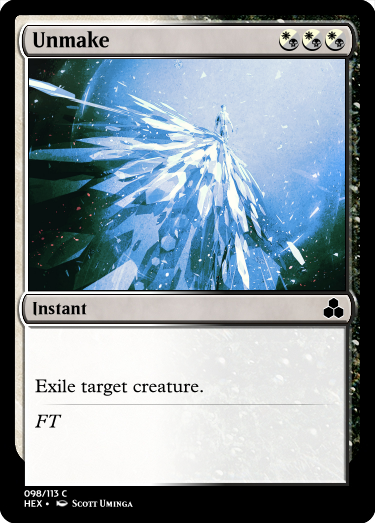 Unmake
Instant
Exile target creature.
FT
098/113 C
HEX • Scott Uminga